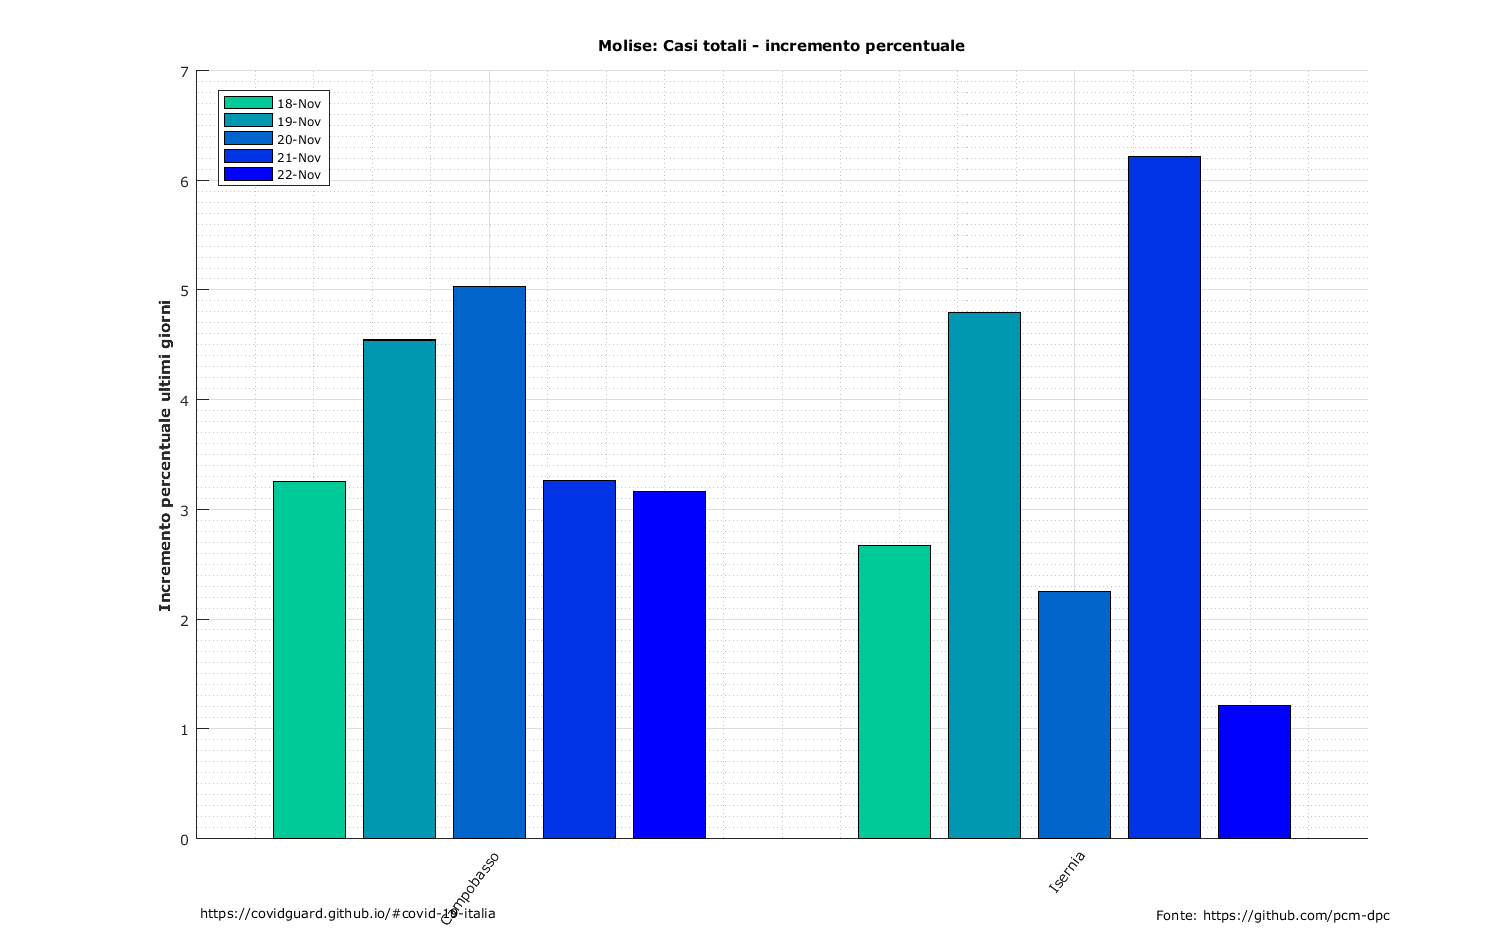 Molise: Casi totali - incremento percentuale
7
6
5
4
3
2
1
0
Incremento percentuale ultimi giorni
18-Nov
19-Nov
20-Nov
21-Nov
22-Nov
Campobasso
Isernia
https://covidguard.github.io/#covid-19-italia
Fonte: https://github.com/pcm-dpc